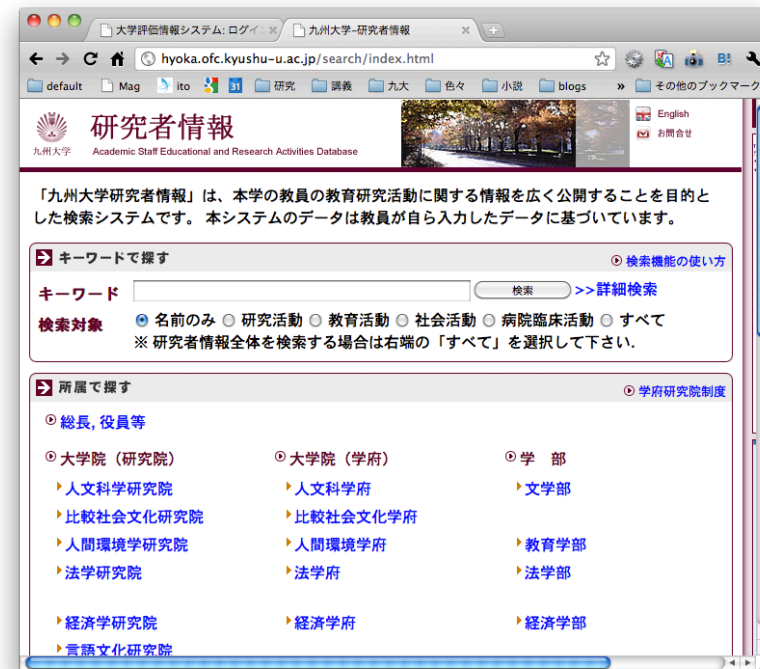 大学評価情報システム: ログイ
九州大学-研究者情報
hyoka.ofc.kyushu-u.ac.jp/search/index.html
default Mag ito 31 研究 講義 九大 色々 小説 blogs » その他のブックマーク
九州大学
研究者情報
Academic Staff Educational and Research Activities Database
English
お問合せ
「九州大学研究者情報」は、本学の教員の教育研究活動に関する情報を広く公開することを目的と
した検索システムです。 本システムのデータは教員が自ら入力したデータに基づいています。
キーワードで探す 検索機能の使い方
キーワード 検索 >>詳細検索
検索対象 名前のみ 研究活動 教育活動 社会活動 病院臨床活動 すべて
※ 研究者情報全体を検索する場合は右端の「すべて」を選択して下さい.
所属で探す 学府研究院制度
総長, 役員等
大学院（研究院） 大学院（学府） 学　部
人文科学研究院 人文科学府 文学部
比較社会文化研究院 比較社会文化学府
人間環境学研究院 人間環境学府 教育学部
法学研究院 法学府 法学部
経済学研究院 経済学府 経済学部
言語文化研究院